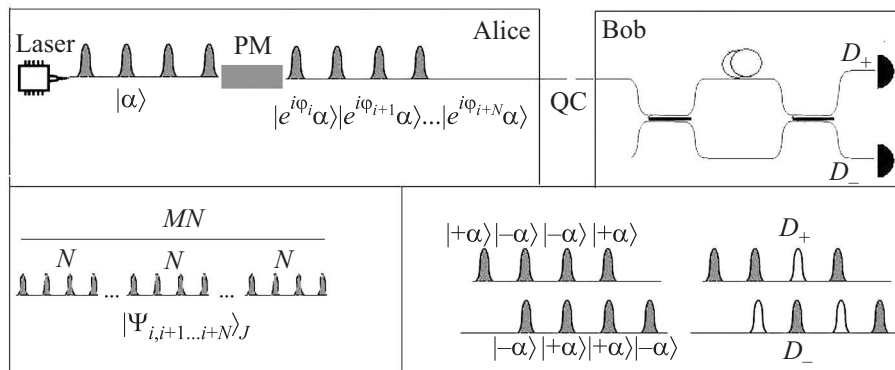 Laser PM Alice Bob
|α⟩ |e^{iφ_i}α⟩|e^{iφ_{i+1}}α⟩...|e^{iφ_{i+N}}α⟩ QC D_+
D_−
MN
N ... N ... N
|Ψ_{i,i+1...i+N}⟩_J
|+α⟩|−α⟩|−α⟩|+α⟩ D_+
|−α⟩|+α⟩|+α⟩|−α⟩ D_−